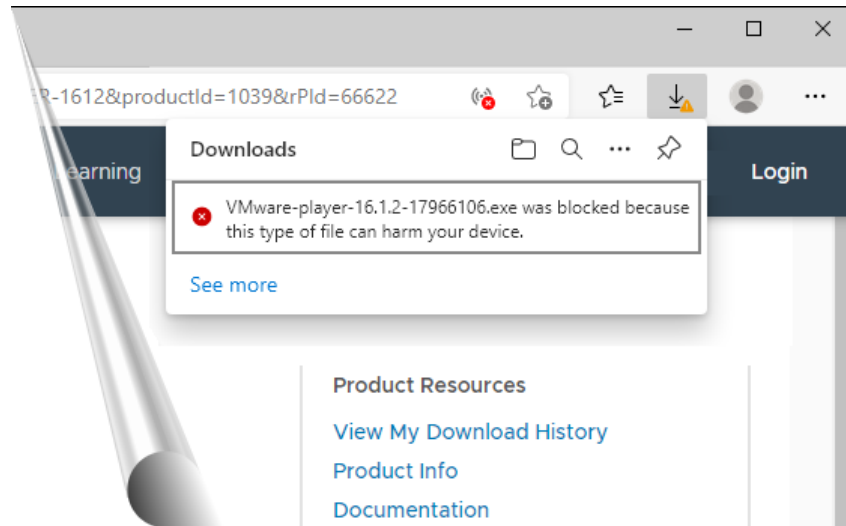 R-1612&productId=1039&rPId=66622
Learning
Login
Downloads
VMware-player-16.1.2-17966106.exe was blocked because
this type of file can harm your device.
See more
Product Resources
View My Download History
Product Info
Documentation